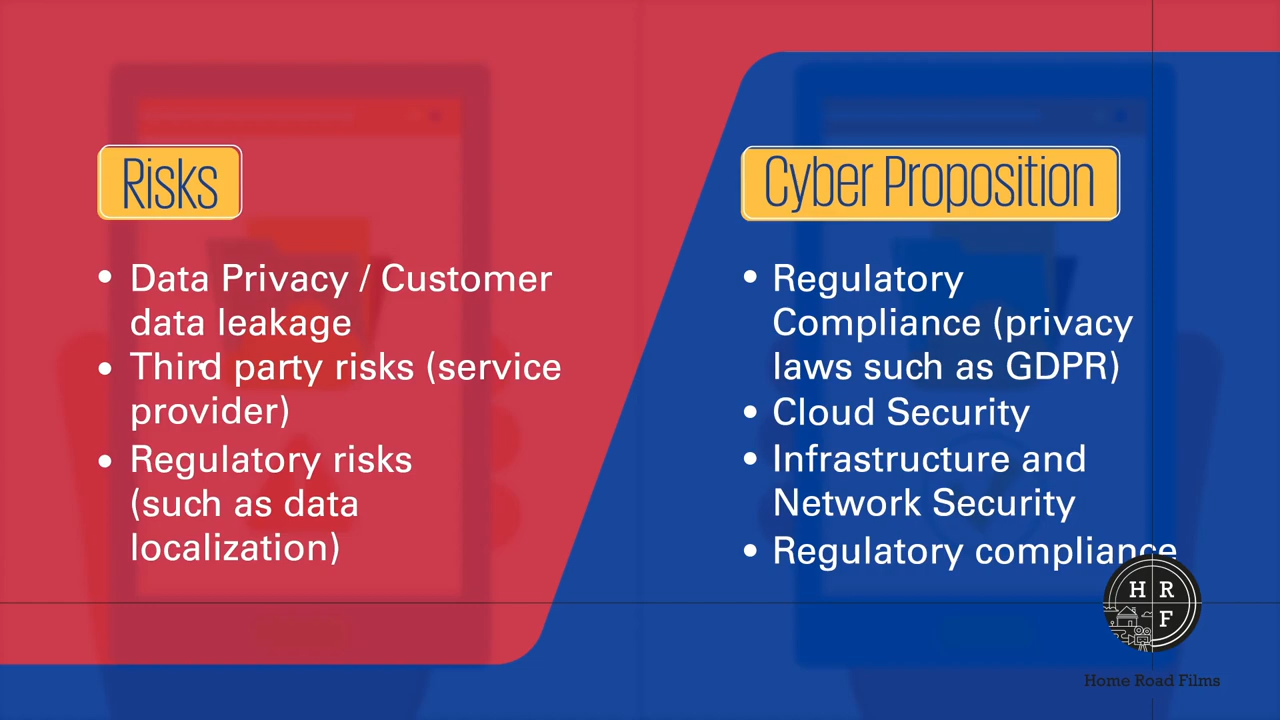 Risks
• Data Privacy / Customer
data leakage
• Third party risks (service
provider)
• Regulatory risks
(such as data
localization)
Cyber Proposition
• Regulatory
Compliance (privacy
laws such as GDPR)
• Cloud Security
• Infrastructure and
Network Security
• Regulatory compliance
H R
F
Home Road Films